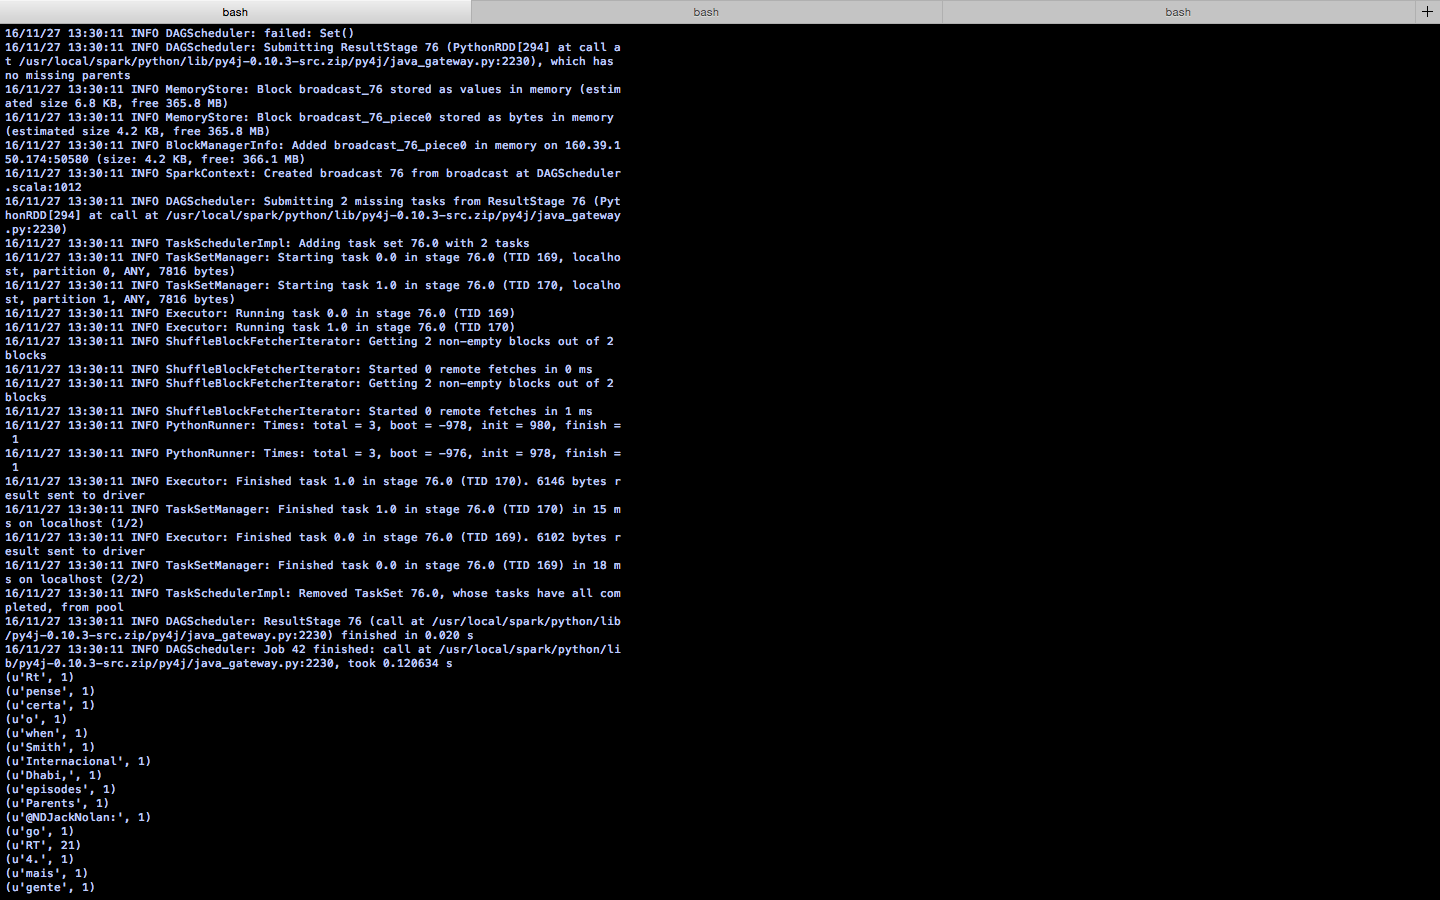 bash
bash
bash
+
16/11/27 13:30:11 INFO DAGScheduler: failed: Set()
16/11/27 13:30:11 INFO DAGScheduler: Submitting ResultStage 76 (PythonRDD[294] at call a
t /usr/local/spark/python/lib/py4j-0.10.3-src.zip/py4j/java_gateway.py:2230), which has
no missing parents
16/11/27 13:30:11 INFO MemoryStore: Block broadcast_76 stored as values in memory (estim
ated size 6.8 KB, free 365.8 MB)
16/11/27 13:30:11 INFO MemoryStore: Block broadcast_76_piece0 stored as bytes in memory
(estimated size 4.2 KB, free 365.8 MB)
16/11/27 13:30:11 INFO BlockManagerInfo: Added broadcast_76_piece0 in memory on 160.39.1
50.174:50580 (size: 4.2 KB, free: 366.1 MB)
16/11/27 13:30:11 INFO SparkContext: Created broadcast 76 from broadcast at DAGScheduler
.scala:1012
16/11/27 13:30:11 INFO DAGScheduler: Submitting 2 missing tasks from ResultStage 76 (Pyt
honRDD[294] at call at /usr/local/spark/python/lib/py4j-0.10.3-src.zip/py4j/java_gateway
.py:2230)
16/11/27 13:30:11 INFO TaskSchedulerImpl: Adding task set 76.0 with 2 tasks
16/11/27 13:30:11 INFO TaskSetManager: Starting task 0.0 in stage 76.0 (TID 169, localho
st, partition 0, ANY, 7816 bytes)
16/11/27 13:30:11 INFO TaskSetManager: Starting task 1.0 in stage 76.0 (TID 170, localho
st, partition 1, ANY, 7816 bytes)
16/11/27 13:30:11 INFO Executor: Running task 0.0 in stage 76.0 (TID 169)
16/11/27 13:30:11 INFO Executor: Running task 1.0 in stage 76.0 (TID 170)
16/11/27 13:30:11 INFO ShuffleBlockFetcherIterator: Getting 2 non-empty blocks out of 2
blocks
16/11/27 13:30:11 INFO ShuffleBlockFetcherIterator: Started 0 remote fetches in 0 ms
16/11/27 13:30:11 INFO ShuffleBlockFetcherIterator: Getting 2 non-empty blocks out of 2
blocks
16/11/27 13:30:11 INFO ShuffleBlockFetcherIterator: Started 0 remote fetches in 1 ms
16/11/27 13:30:11 INFO PythonRunner: Times: total = 3, boot = -978, init = 980, finish =
 1
16/11/27 13:30:11 INFO PythonRunner: Times: total = 3, boot = -976, init = 978, finish =
 1
16/11/27 13:30:11 INFO Executor: Finished task 1.0 in stage 76.0 (TID 170). 6146 bytes r
esult sent to driver
16/11/27 13:30:11 INFO TaskSetManager: Finished task 1.0 in stage 76.0 (TID 170) in 15 m
s on localhost (1/2)
16/11/27 13:30:11 INFO Executor: Finished task 0.0 in stage 76.0 (TID 169). 6102 bytes r
esult sent to driver
16/11/27 13:30:11 INFO TaskSetManager: Finished task 0.0 in stage 76.0 (TID 169) in 18 m
s on localhost (2/2)
16/11/27 13:30:11 INFO TaskSchedulerImpl: Removed TaskSet 76.0, whose tasks have all com
pleted, from pool
16/11/27 13:30:11 INFO DAGScheduler: ResultStage 76 (call at /usr/local/spark/python/lib
/py4j-0.10.3-src.zip/py4j/java_gateway.py:2230) finished in 0.020 s
16/11/27 13:30:11 INFO DAGScheduler: Job 42 finished: call at /usr/local/spark/python/li
b/py4j-0.10.3-src.zip/py4j/java_gateway.py:2230, took 0.120634 s
(u'Rt', 1)
(u'pense', 1)
(u'certa', 1)
(u'o', 1)
(u'when', 1)
(u'Smith', 1)
(u'Internacional', 1)
(u'Dhabi,', 1)
(u'episodes', 1)
(u'Parents', 1)
(u'@NDJackNolan:', 1)
(u'go', 1)
(u'RT', 21)
(u'4.', 1)
(u'mais', 1)
(u'gente', 1)